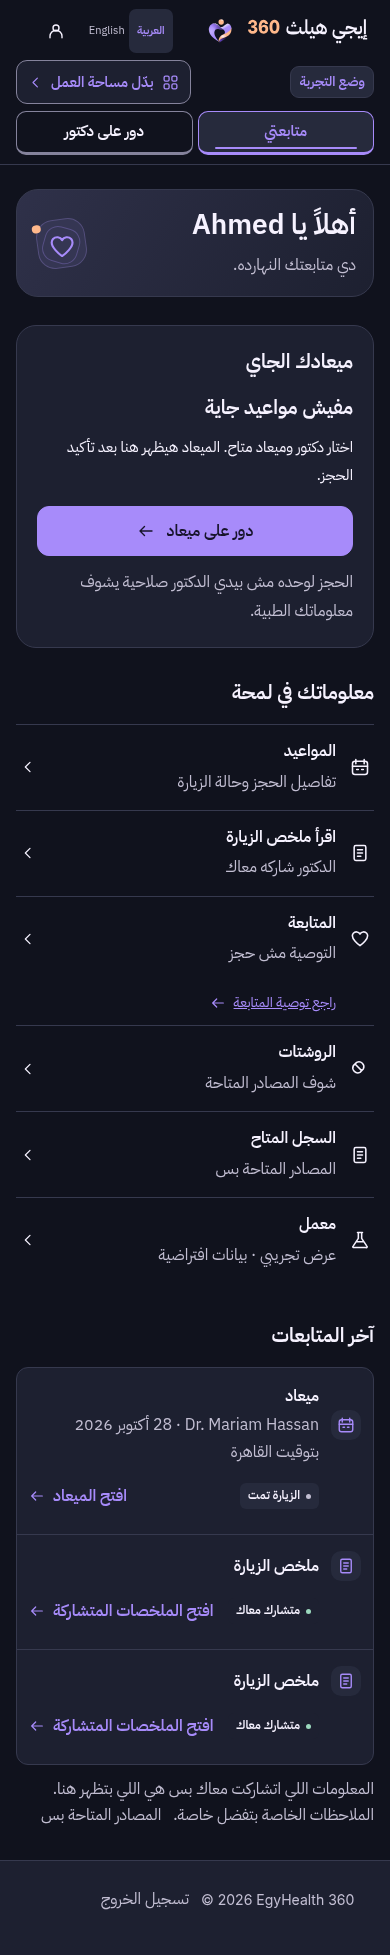 إيجي هيلث 360
العربية
English
وضع التجربة
بدّل مساحة العمل
متابعتي
دور على دكتور
أهلاً يا Ahmed
دي متابعتك النهارده.
ميعادك الجاي
مفيش مواعيد جاية
اختار دكتور وميعاد متاح. الميعاد هيظهر هنا بعد تأكيد
الحجز.
دور على ميعاد
الحجز لوحده مش بيدي الدكتور صلاحية يشوف
معلوماتك الطبية.
معلوماتك في لمحة
المواعيد
تفاصيل الحجز وحالة الزيارة
اقرأ ملخص الزيارة
الدكتور شاركه معاك
المتابعة
التوصية مش حجز
راجع توصية المتابعة
الروشتات
شوف المصادر المتاحة
السجل المتاح
المصادر المتاحة بس
معمل
عرض تجريبي · بيانات افتراضية
آخر المتابعات
ميعاد
Dr. Mariam Hassan · 28 أكتوبر 2026
بتوقيت القاهرة
الزيارة تمت
افتح الميعاد
ملخص الزيارة
متشارك معاك
افتح الملخصات المتشاركة
ملخص الزيارة
متشارك معاك
افتح الملخصات المتشاركة
المعلومات اللي اتشاركت معاك بس هي اللي بتظهر هنا.
الملاحظات الخاصة بتفضل خاصة. المصادر المتاحة بس
© 2026 EgyHealth 360
تسجيل الخروج